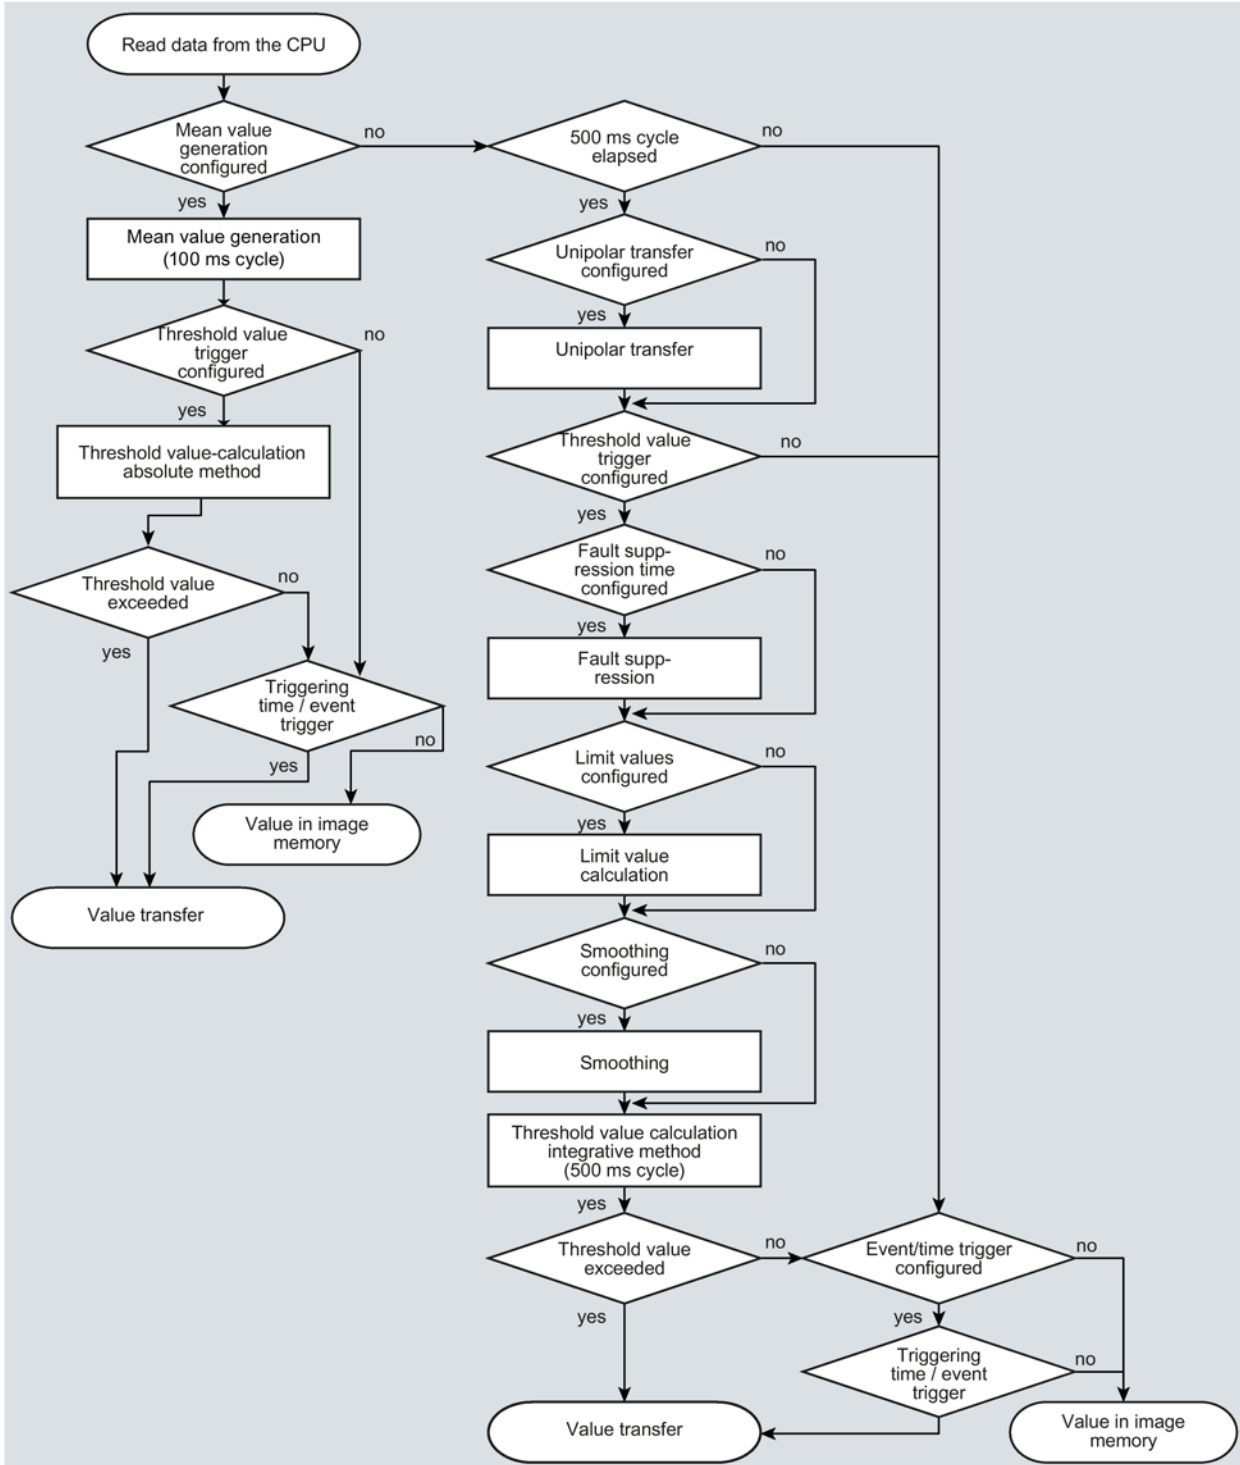 Read data from the CPU
Mean value
generation
configured
no
yes
Mean value generation
(100 ms cycle)
Threshold value
trigger
configured
no
yes
Threshold value-calculation
absolute method
Threshold value
exceeded
no
yes
Triggering
time / event
trigger
no
yes
Value in image
memory
Value transfer
500 ms cycle
elapsed
no
yes
Unipolar transfer
configured
no
yes
Unipolar transfer
Threshold value
trigger
configured
no
yes
Fault supp-
ression time
configured
no
yes
Fault supp-
ression
Limit values
configured
no
yes
Limit value
calculation
Smoothing
configured
no
yes
Smoothing
Threshold value calculation
integrative method
(500 ms cycle)
yes
Threshold value
exceeded
no
yes
Event/time trigger
configured
no
yes
Triggering
time / event
trigger
no
Value transfer
Value in image
memory